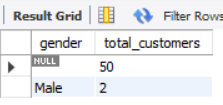 Result Grid Filter Rows
gender total_customers
NULL 50
Male 2